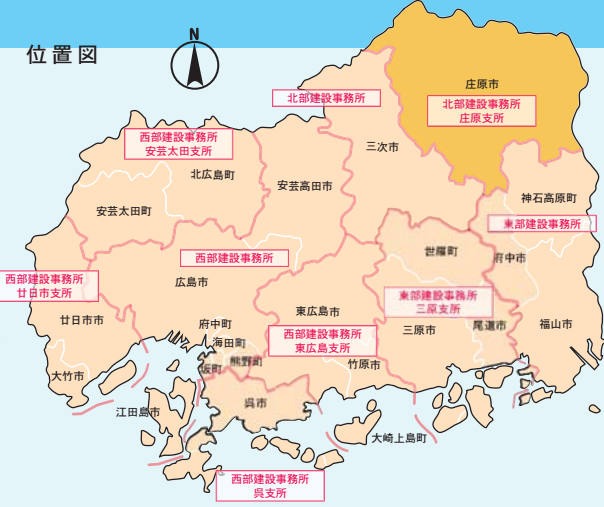 位置図
N
庄原市
北部建設事務所
北部建設事務所
庄原支所
西部建設事務所
安芸太田支所
三次市
北広島町
安芸高田市
神石高原町
安芸太田町
東部建設事務所
世羅町
府中市
西部建設事務所
西部建設事務所
廿日市支所
広島市
東部建設事務所
三原支所
東広島市
廿日市市
府中町
三原市
尾道市
福山市
海田町
西部建設事務所
東広島支所
熊野町
坂町
竹原市
大竹市
呉市
江田島市
大崎上島町
西部建設事務所
呉支所